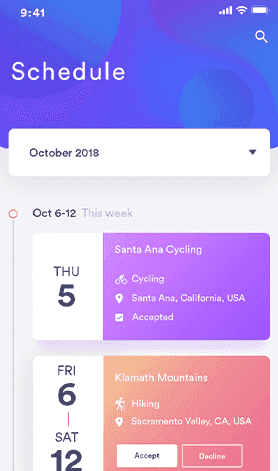 9:41
Schedule
October 2018
Oct 6-12 This week
THU
5
Santa Ana Cycling
Cycling
Santa Ana, California, USA
Accepted
FRI
6
SAT
12
Klamath Mountains
Hiking
Sacramento Valley, CA, USA
Accept Decline